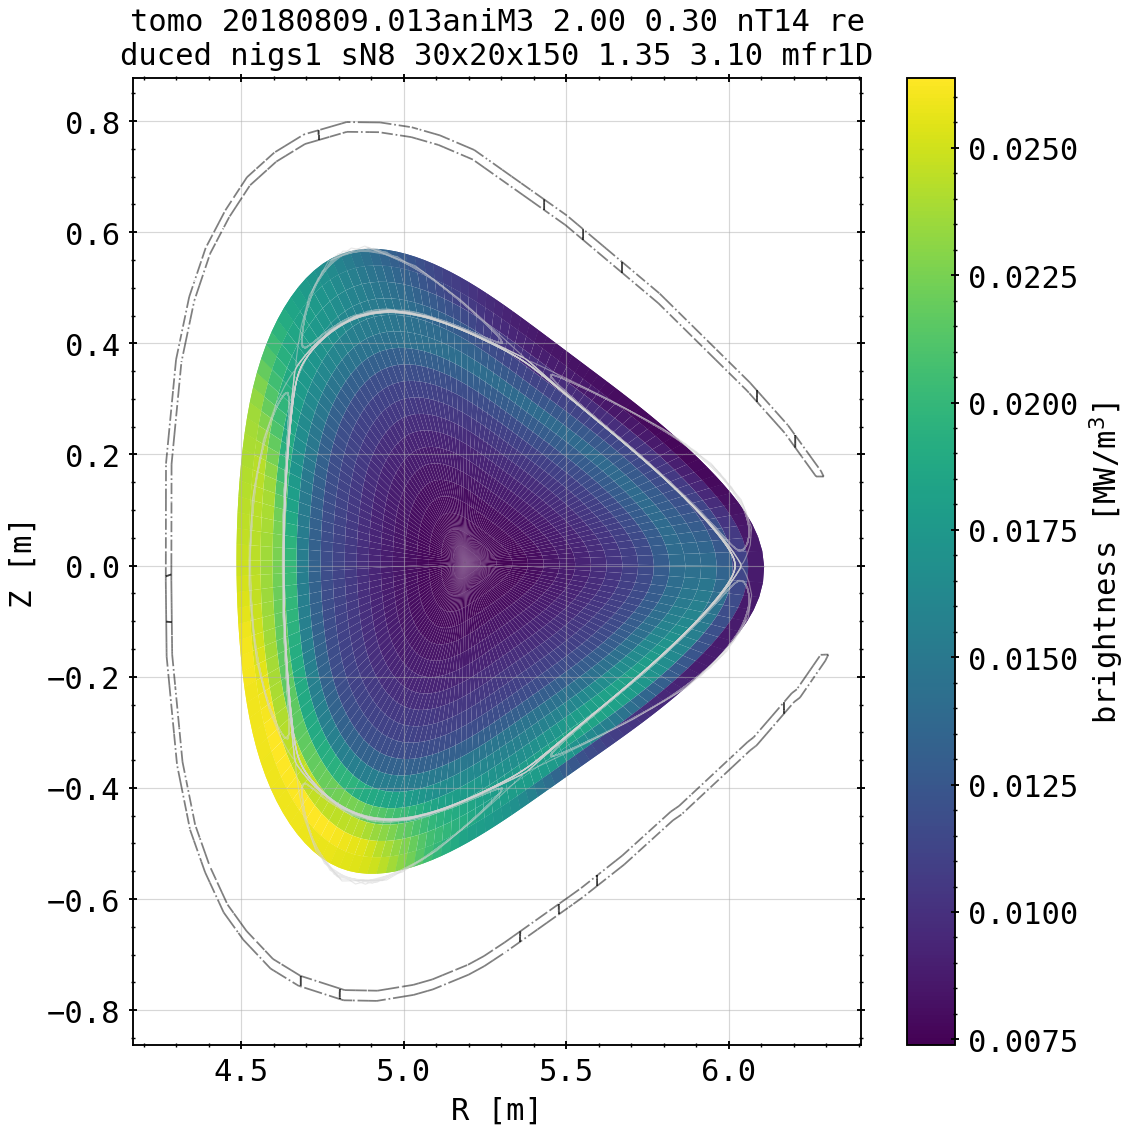 tomo 20180809.013aniM3 2.00 0.30 nT14 re
duced nigs1 sN8 30x20x150 1.35 3.10 mfr1D
0.8
0.6
0.4
0.2
0.0
−0.2
−0.4
−0.6
−0.8
Z [m]
4.5 5.0 5.5 6.0
R [m]
0.0250
0.0225
0.0200
0.0175
0.0150
0.0125
0.0100
0.0075
brightness [MW/m³]